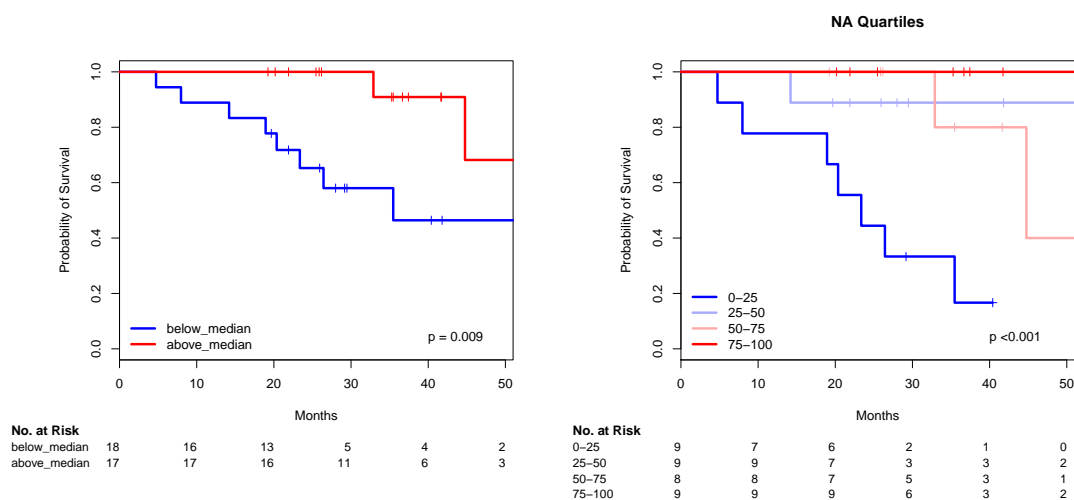 NA Quartiles
Probability of Survival
1.0
0.8
0.6
0.4
0.2
0.0
below_median
above_median
p = 0.009
0 10 20 30 40 50
Months
No. at Risk
below_median 18 16 13 5 4 2
above_median 17 17 16 11 6 3
Probability of Survival
1.0
0.8
0.6
0.4
0.2
0.0
0−25
25−50
50−75
75−100
p <0.001
0 10 20 30 40 50
Months
No. at Risk
0−25 9 7 6 2 1 0
25−50 9 9 7 3 3 2
50−75 8 8 7 5 3 1
75−100 9 9 9 6 3 2